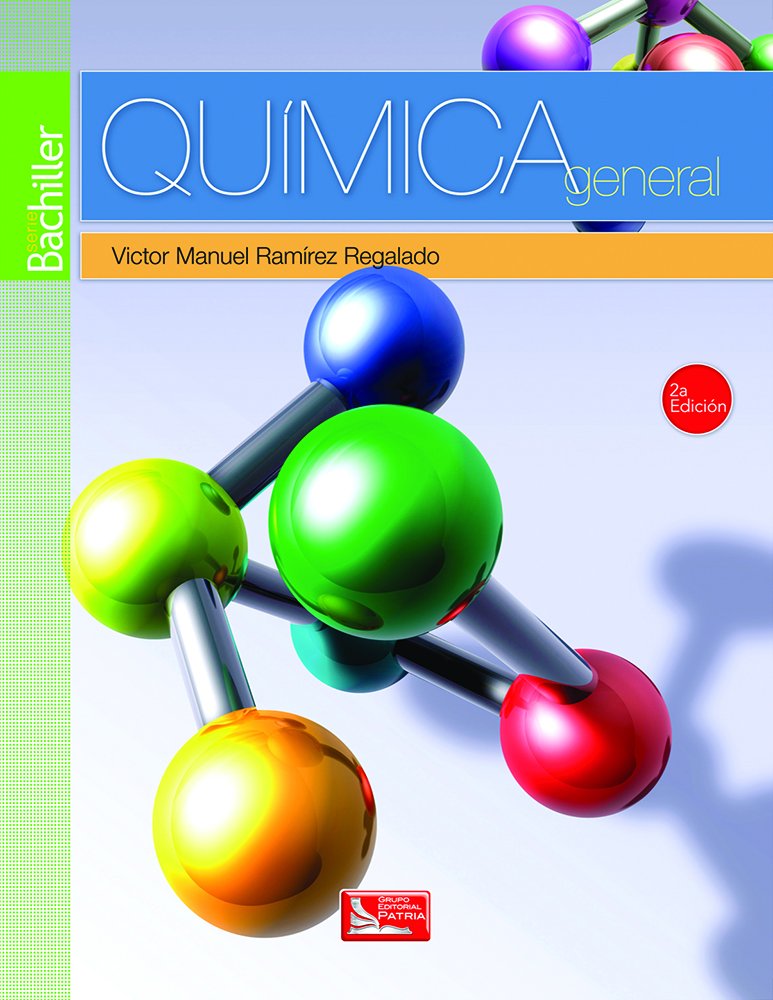 serie
Bachiller
QUÍMICA
general
Victor Manuel Ramírez Regalado
2a
Edición
GRUPO
EDITORIAL
PATRIA